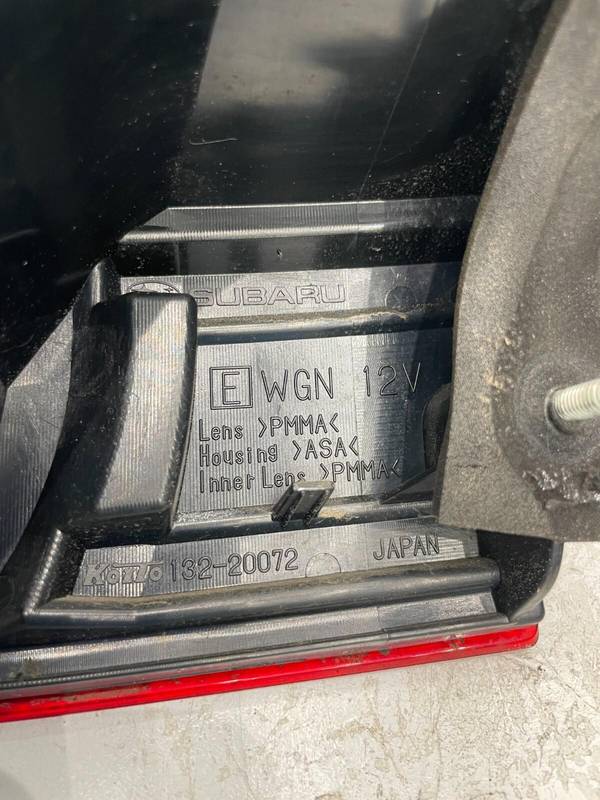 SUBARU
E WGN 12V
Lens >PMMA<
Housing >ASA<
Inner Lens >PMMA<
KOITO 132-20072 JAPAN